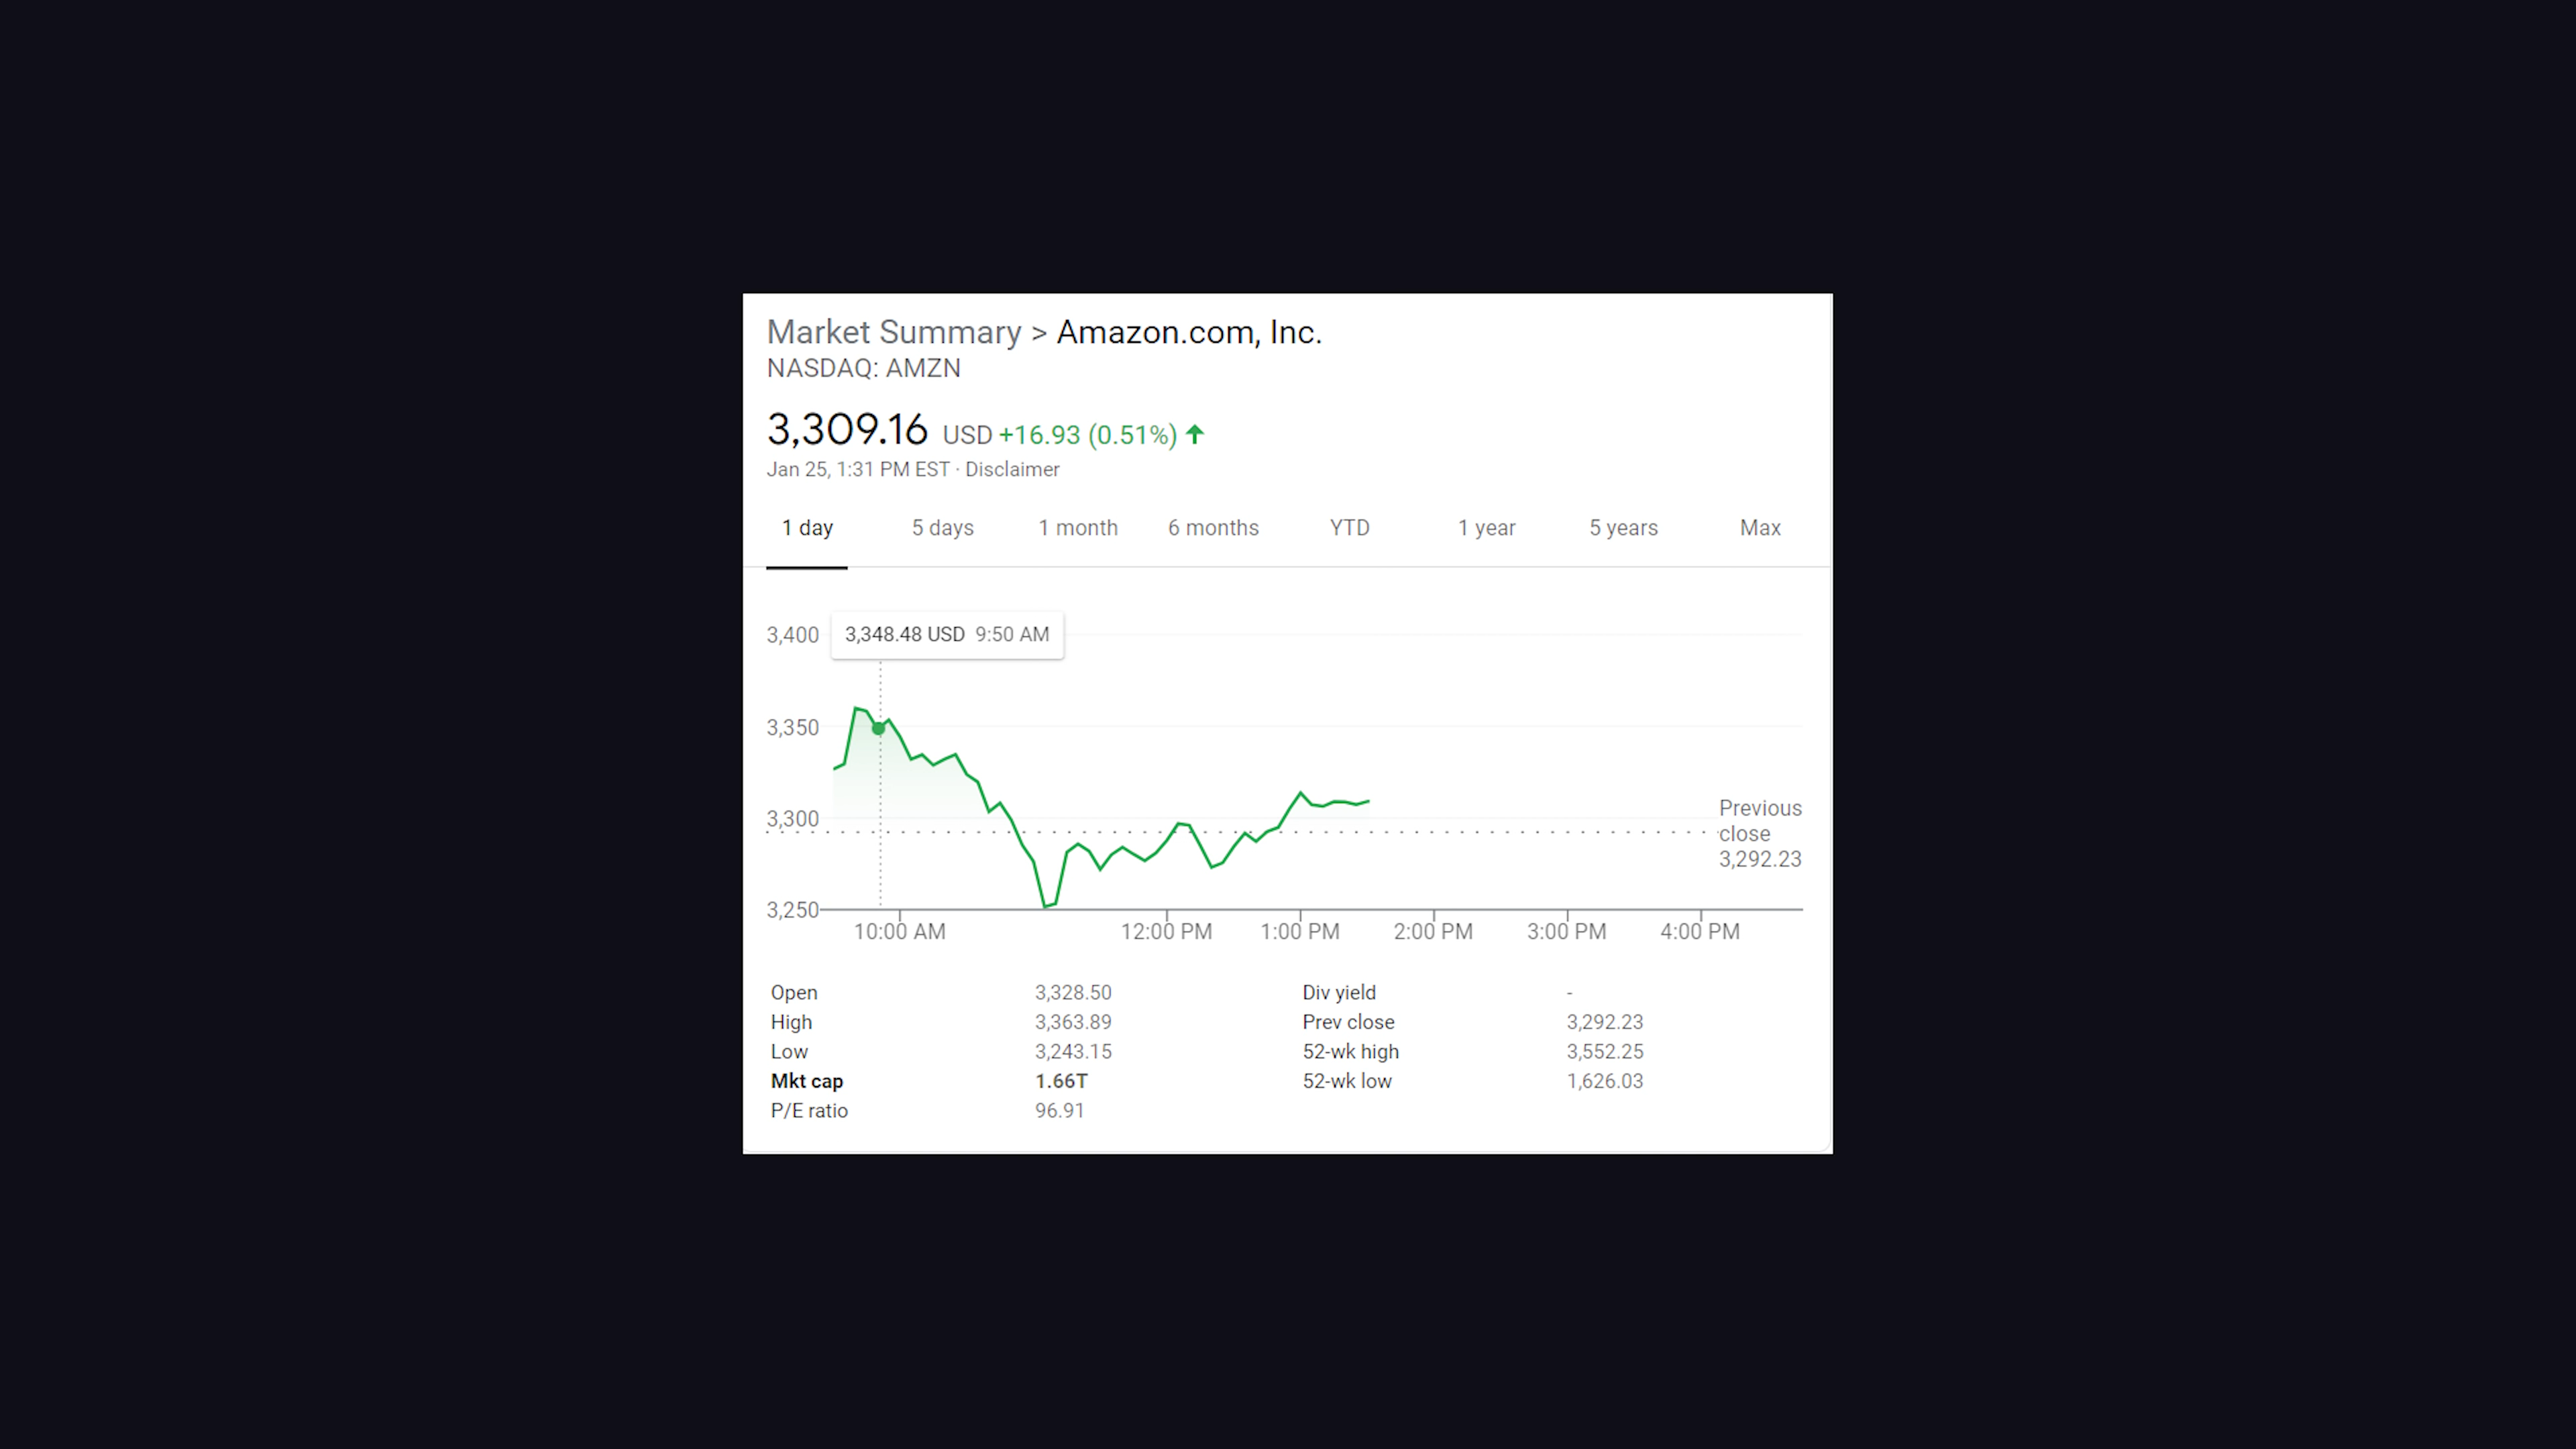 Market Summary > Amazon.com, Inc.
NASDAQ: AMZN
3,309.16 USD +16.93 (0.51%)
Jan 25, 1:31 PM EST · Disclaimer
1 day 5 days 1 month 6 months YTD 1 year 5 years Max
3,400
3,348.48 USD 9:50 AM
3,350
3,300
Previous
close
3,292.23
3,250
10:00 AM 12:00 PM 1:00 PM 2:00 PM 3:00 PM 4:00 PM
Open 3,328.50 Div yield -
High 3,363.89 Prev close 3,292.23
Low 3,243.15 52-wk high 3,552.25
Mkt cap 1.66T 52-wk low 1,626.03
P/E ratio 96.91